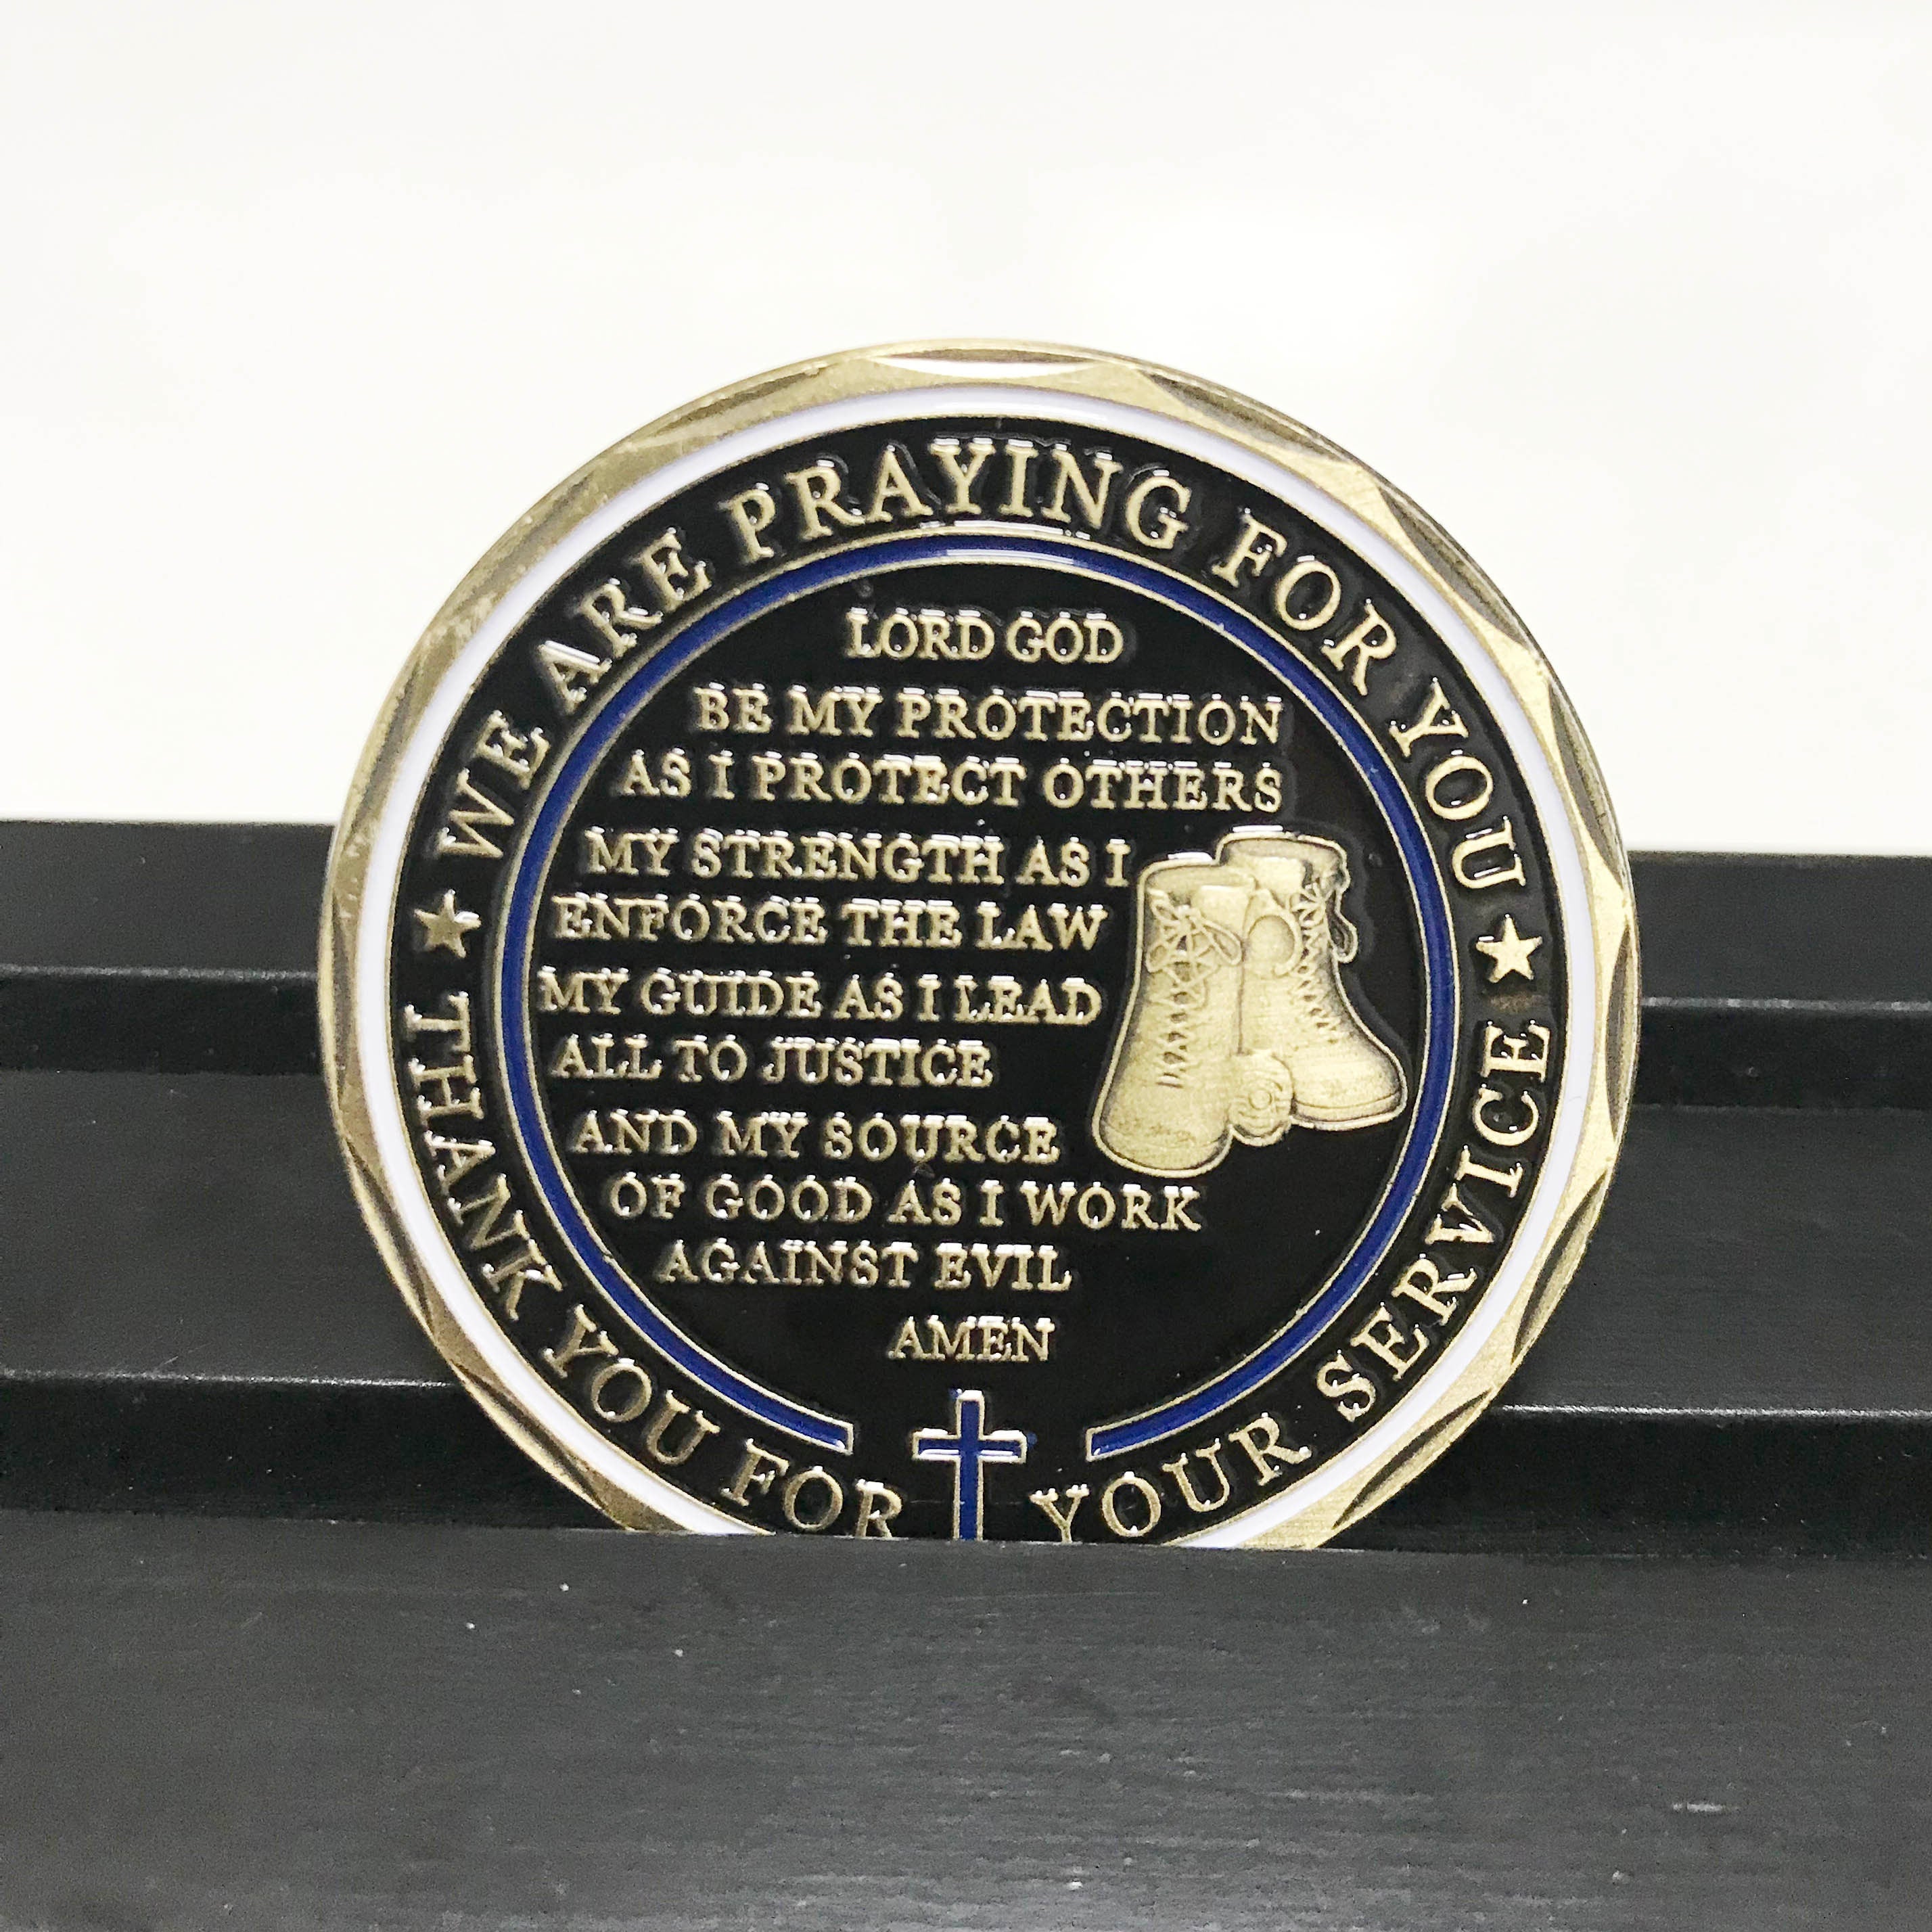 WE ARE PRAYING FOR YOU
LORD GOD
BE MY PROTECTION
AS I PROTECT OTHERS
MY STRENGTH AS I
ENFORCE THE LAW
MY GUIDE AS I LEAD
ALL TO JUSTICE
AND MY SOURCE
OF GOOD AS I WORK
AGAINST EVIL
AMEN
THANK YOU FOR YOUR SERVICE